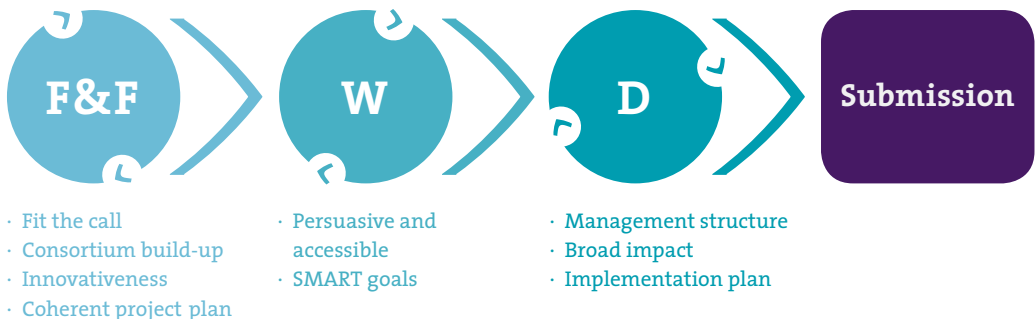 F&F
W
D
Submission
· Fit the call
· Consortium build-up
· Innovativeness
· Coherent project plan
· Persuasive and
accessible
· SMART goals
· Management structure
· Broad impact
· Implementation plan